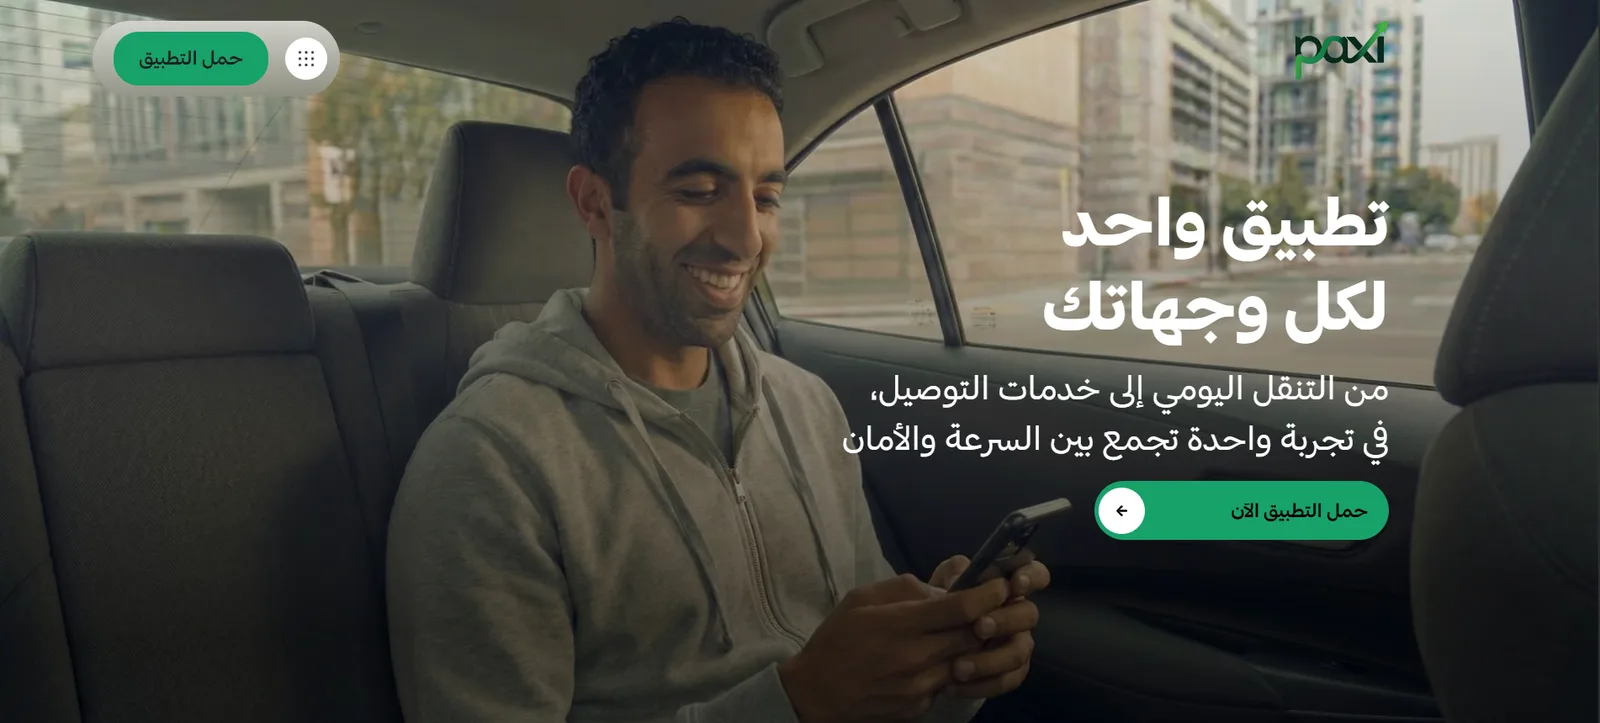 paxi
حمل التطبيق
تطبيق واحد
لكل وجهاتك
من التنقل اليومي إلى خدمات التوصيل،
في تجربة واحدة تجمع بين السرعة والأمان
حمل التطبيق الآن